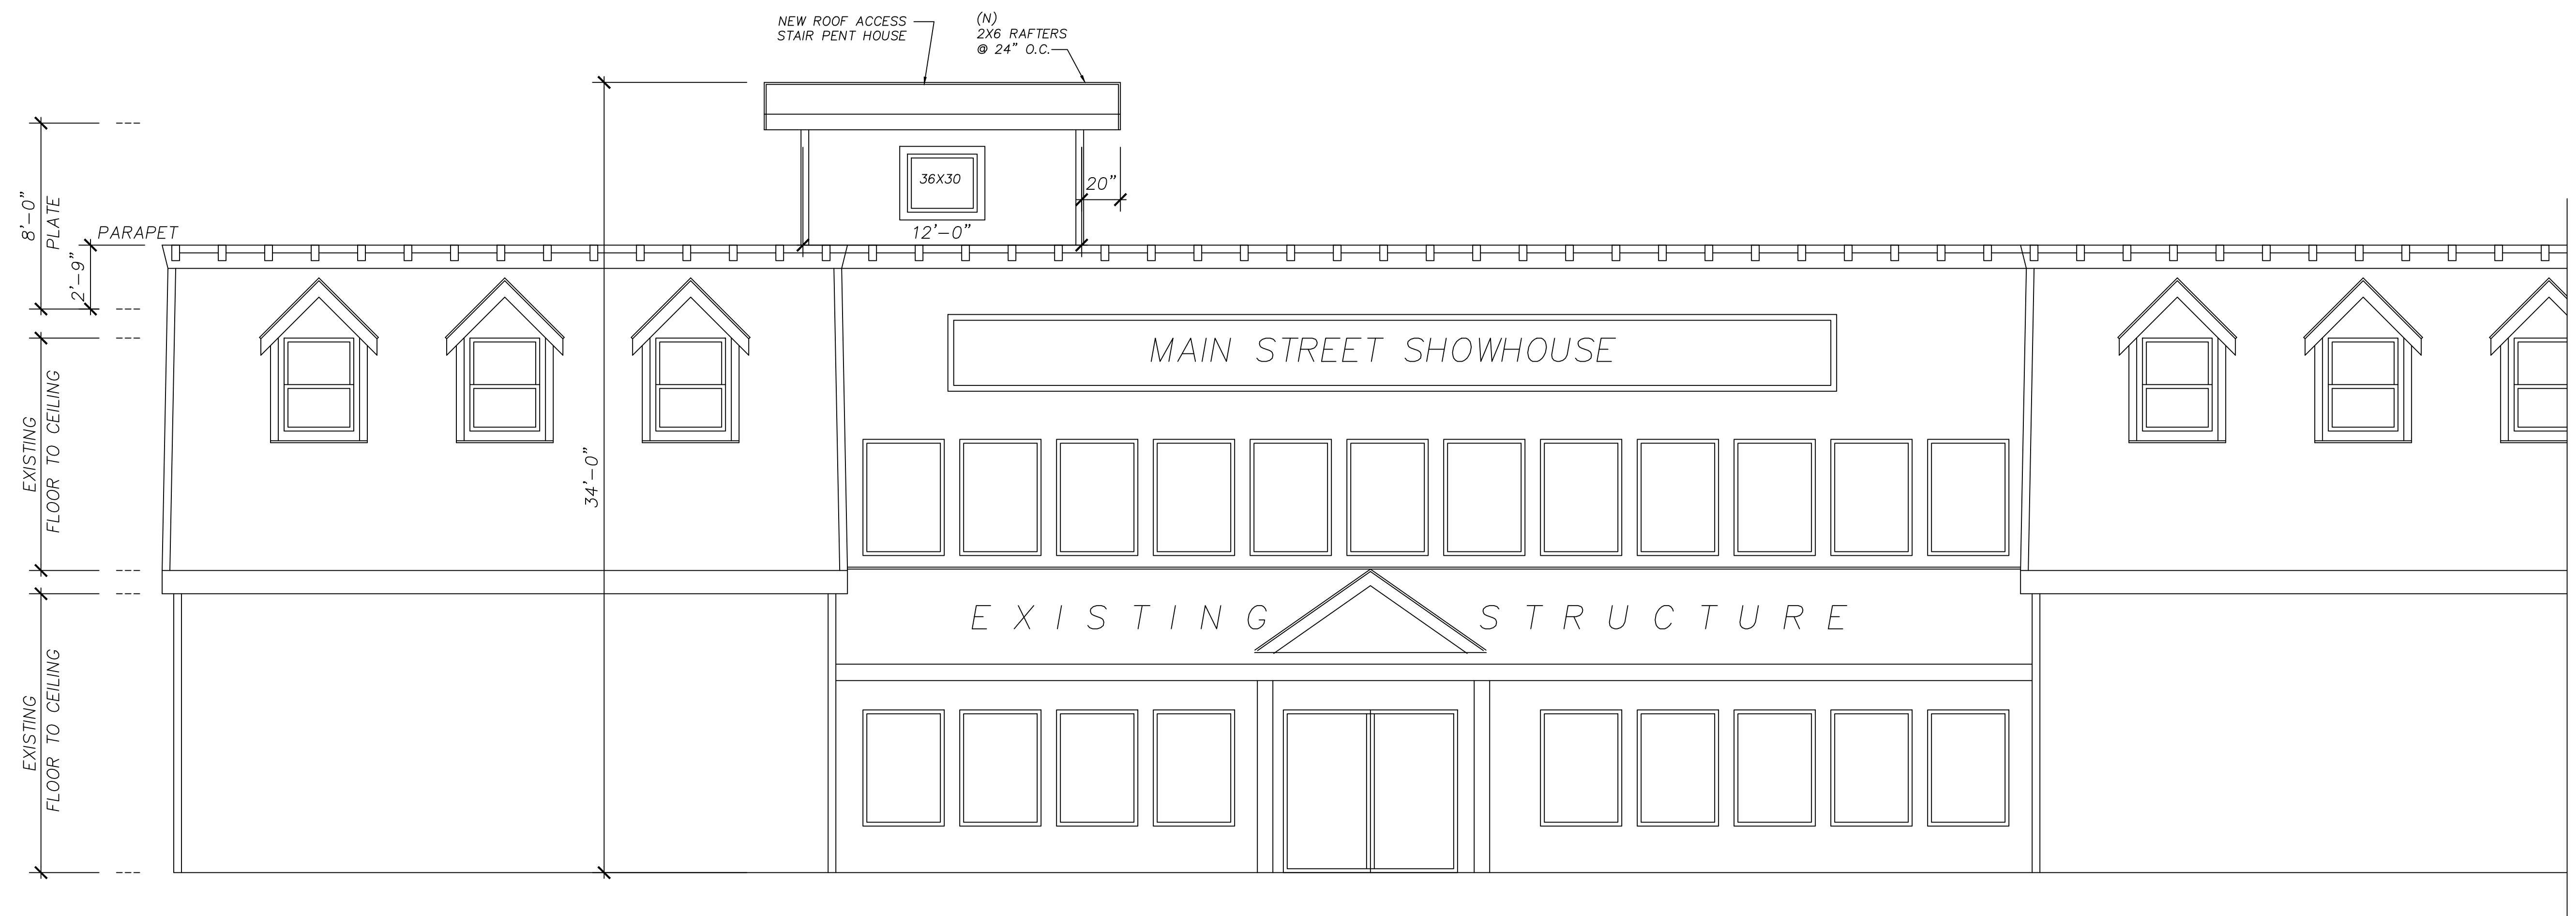 NEW ROOF ACCESS
STAIR PENT HOUSE
(N)
2X6 RAFTERS
@ 24" O.C.
8'-0"
PLATE
PARAPET
2'-9"
36X30
20"
12'-0"
MAIN STREET SHOWHOUSE
EXISTING
FLOOR TO CEILING
34'-0"
EXISTING STRUCTURE
EXISTING
FLOOR TO CEILING